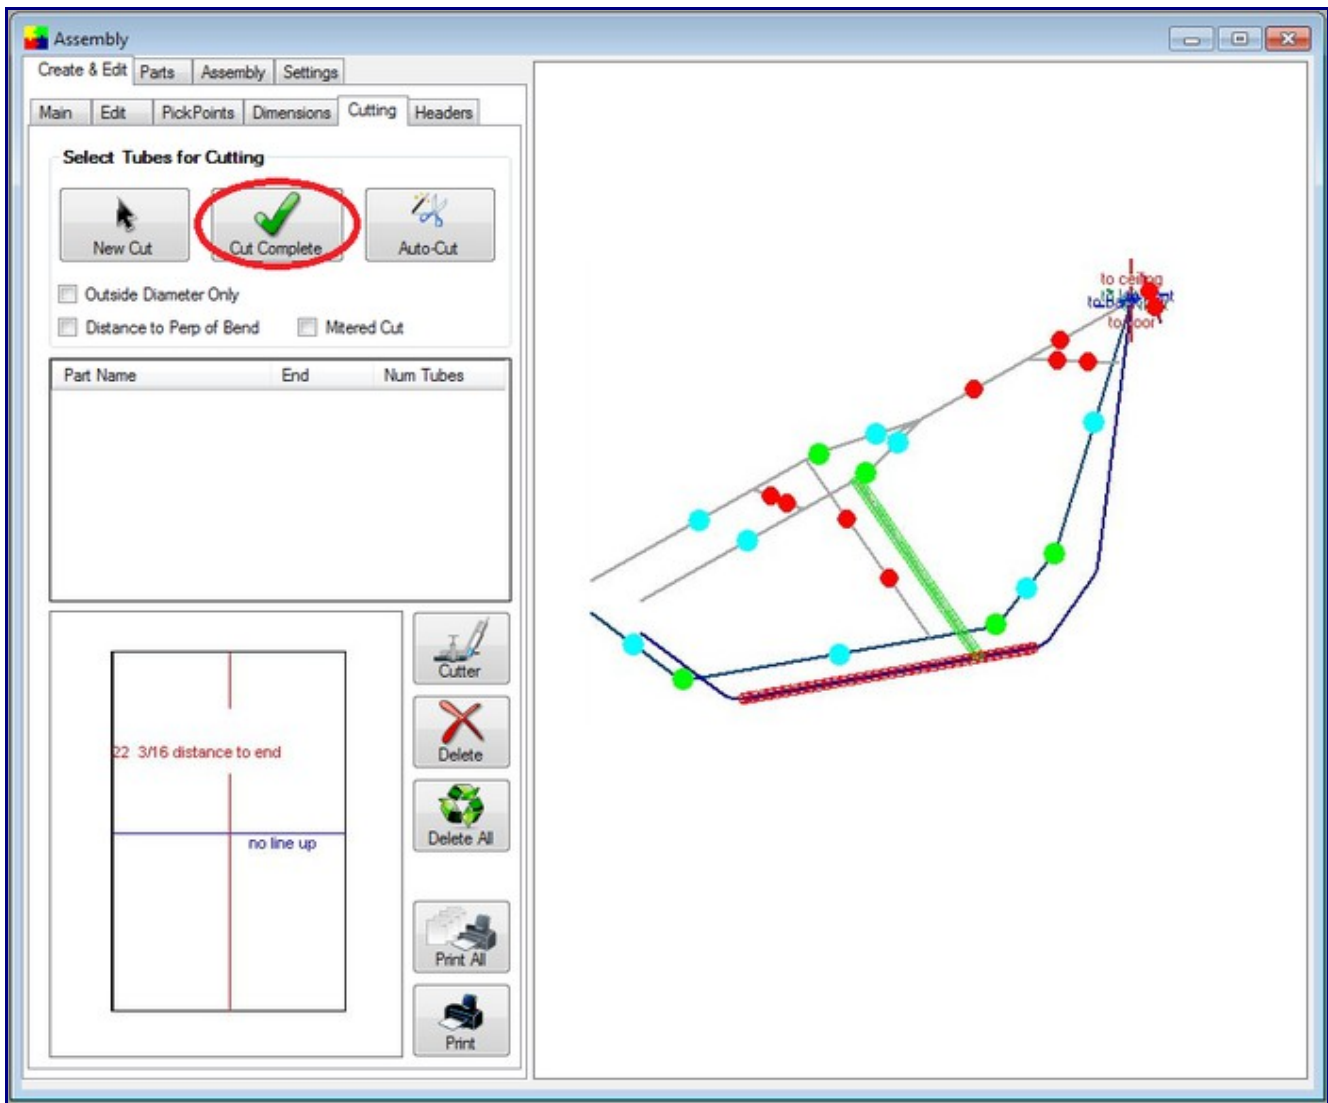 Assembly
Create & Edit Parts Assembly Settings
Main Edit PickPoints Dimensions Cutting Headers
Select Tubes for Cutting
New Cut Cut Complete Auto-Cut
Outside Diameter Only
Distance to Perp of Bend Mitered Cut
Part Name End Num Tubes
22 3/16 distance to end
no line up
Cutter
Delete
Delete All
Print All
Print
to ceiling
to floor